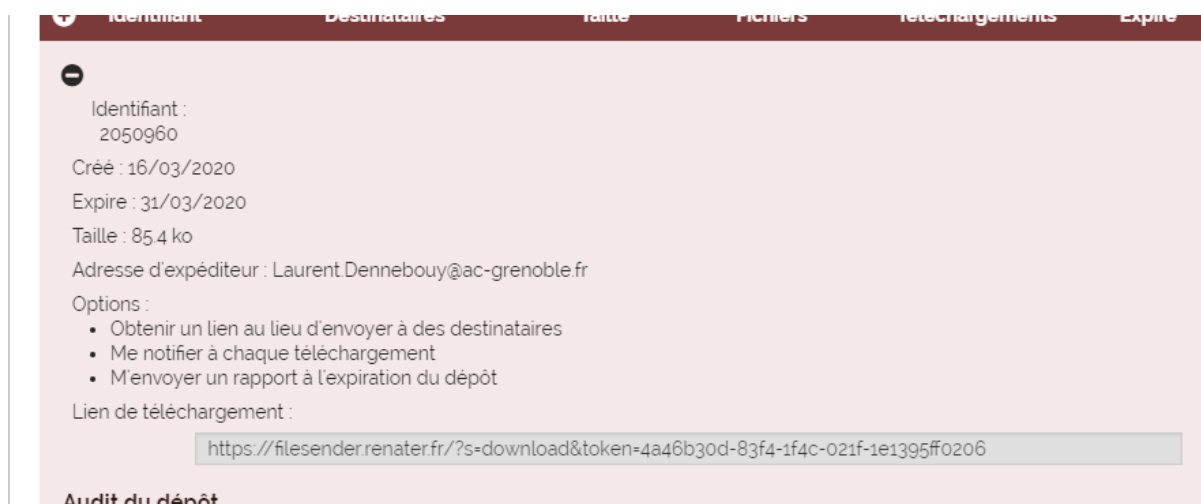 Identifiant Destinataires Taille Fichiers Téléchargements Expire
Identifiant :
2050960
Créé : 16/03/2020
Expire : 31/03/2020
Taille : 85.4 ko
Adresse d'expéditeur : Laurent.Dennebouy@ac-grenoble.fr
Options :
• Obtenir un lien au lieu d'envoyer à des destinataires
• Me notifier à chaque téléchargement
• M'envoyer un rapport à l'expiration du dépôt
Lien de téléchargement :
https://filesender.renater.fr/?s=download&token=4a46b30d-83f4-1f4c-021f-1e1395ff0206
Audit du dépôt